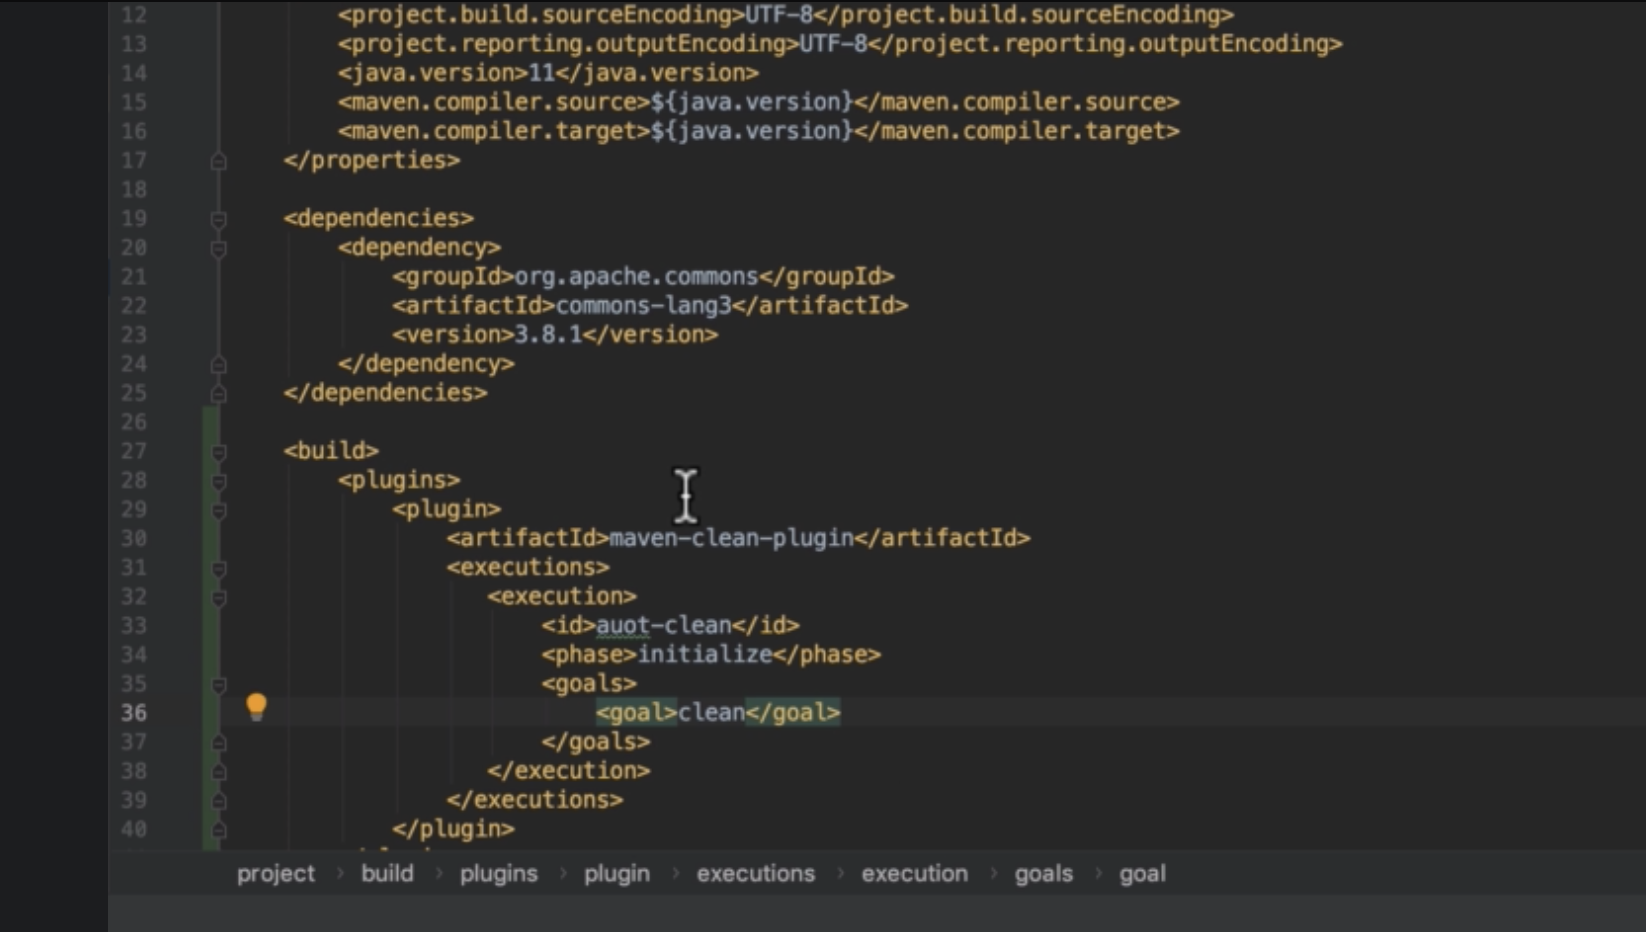 12 <project.build.sourceEncoding>UTF-8</project.build.sourceEncoding>
13 <project.reporting.outputEncoding>UTF-8</project.reporting.outputEncoding>
14 <java.version>11</java.version>
15 <maven.compiler.source>${java.version}</maven.compiler.source>
16 <maven.compiler.target>${java.version}</maven.compiler.target>
17 </properties>
18
19 <dependencies>
20 <dependency>
21 <groupId>org.apache.commons</groupId>
22 <artifactId>commons-lang3</artifactId>
23 <version>3.8.1</version>
24 </dependency>
25 </dependencies>
26
27 <build>
28 <plugins>
29 <plugin>
30 <artifactId>maven-clean-plugin</artifactId>
31 <executions>
32 <execution>
33 <id>auot-clean</id>
34 <phase>initialize</phase>
35 <goals>
36 <goal>clean</goal>
37 </goals>
38 </execution>
39 </executions>
40 </plugin>
project › build › plugins › plugin › executions › execution › goals › goal